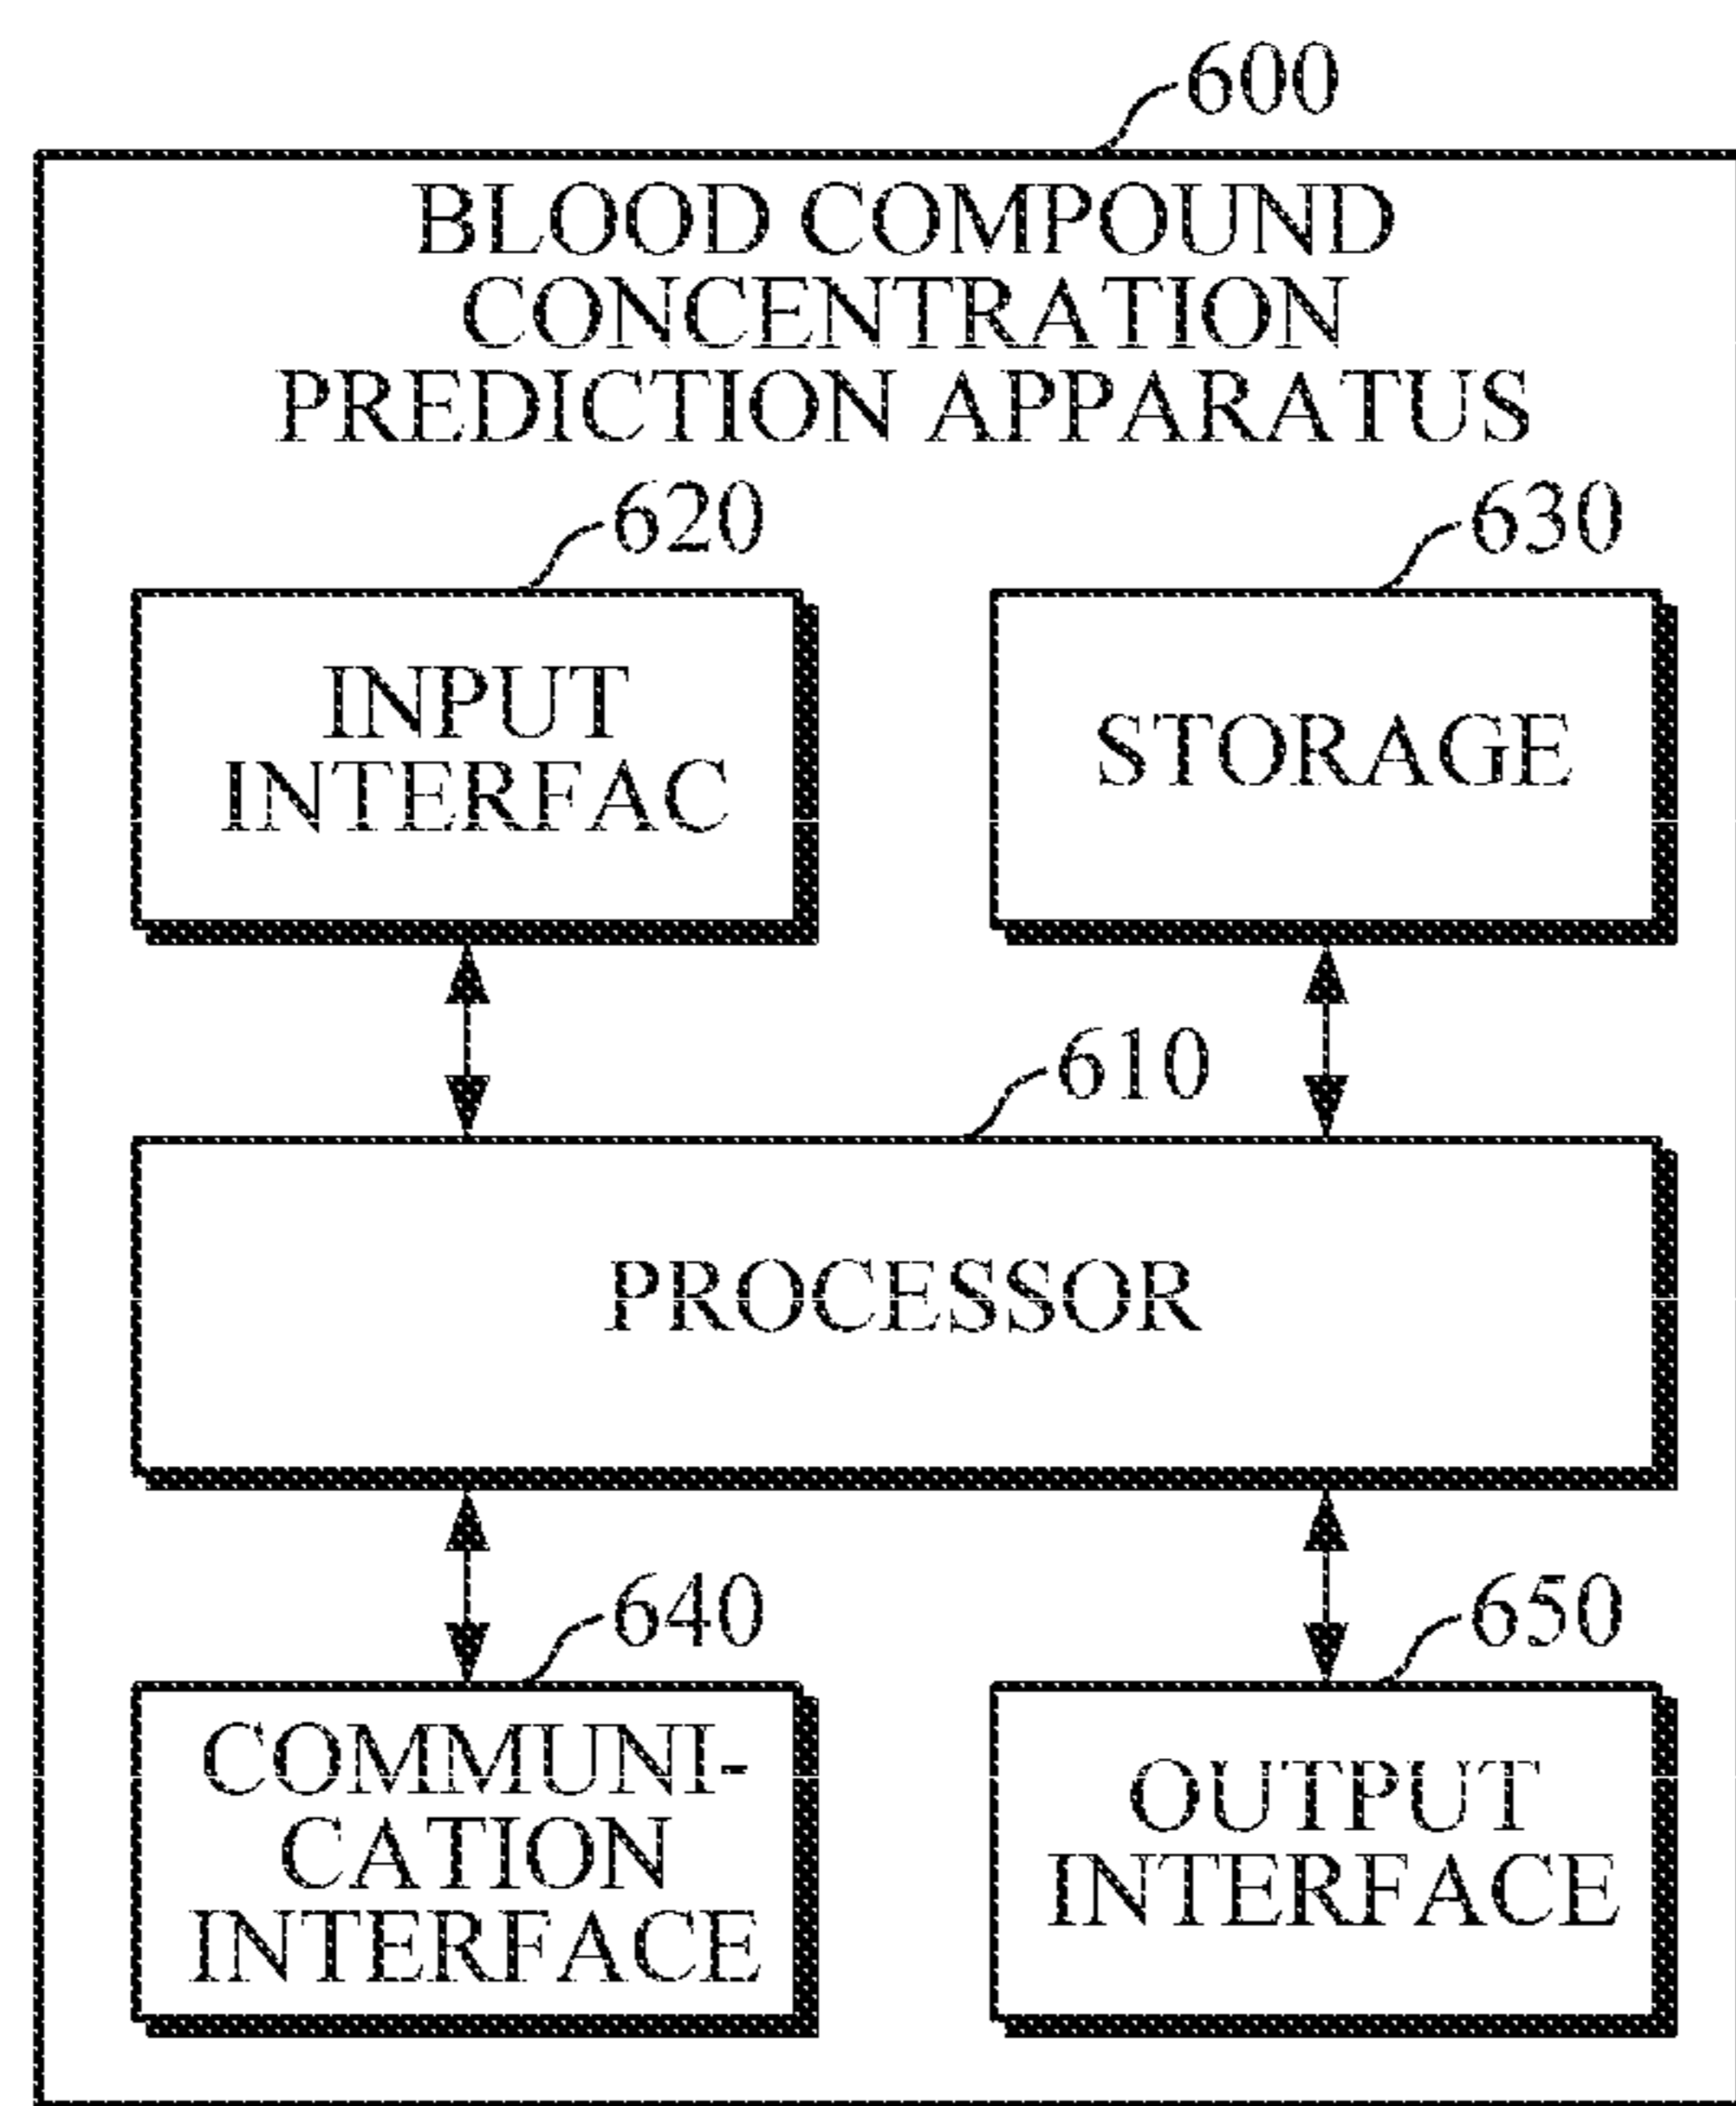 600
BLOOD COMPOUND
CONCENTRATION
PREDICTION APPARATUS
620
630
INPUT
INTERFAC
STORAGE
610
PROCESSOR
640
650
COMMUNI-
CATION
INTERFACE
OUTPUT
INTERFACE